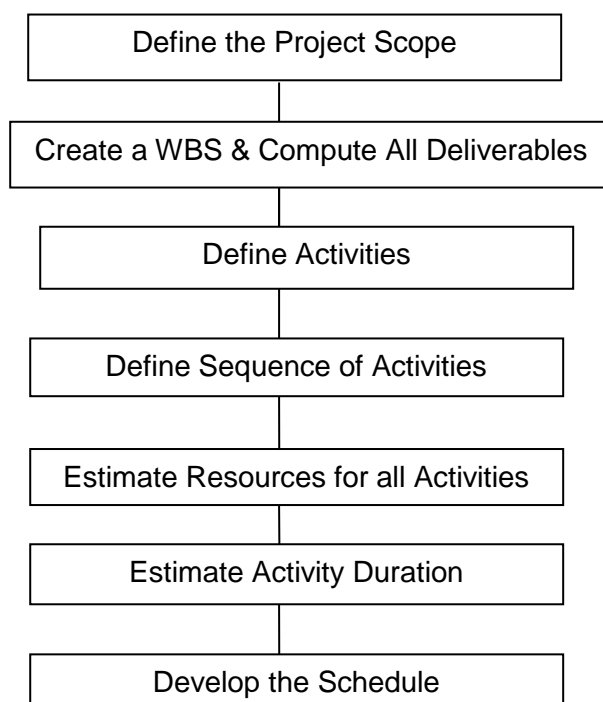 Define the Project Scope
Create a WBS & Compute All Deliverables
Define Activities
Define Sequence of Activities
Estimate Resources for all Activities
Estimate Activity Duration
Develop the Schedule